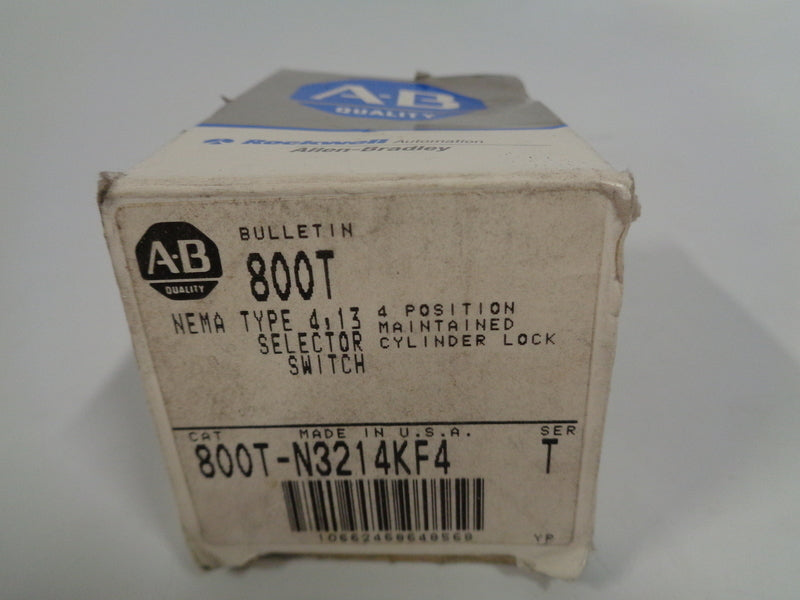 A-B
QUALITY
Rockwell Automation
Allen-Bradley
A-B
QUALITY
BULLETIN
800T
NEMA TYPE 4,13
SELECTOR
SWITCH
4 POSITION
MAINTAINED
CYLINDER LOCK
CAT
MADE IN U.S.A.
SER
800T-N3214KF4
T
10662468648568
YP